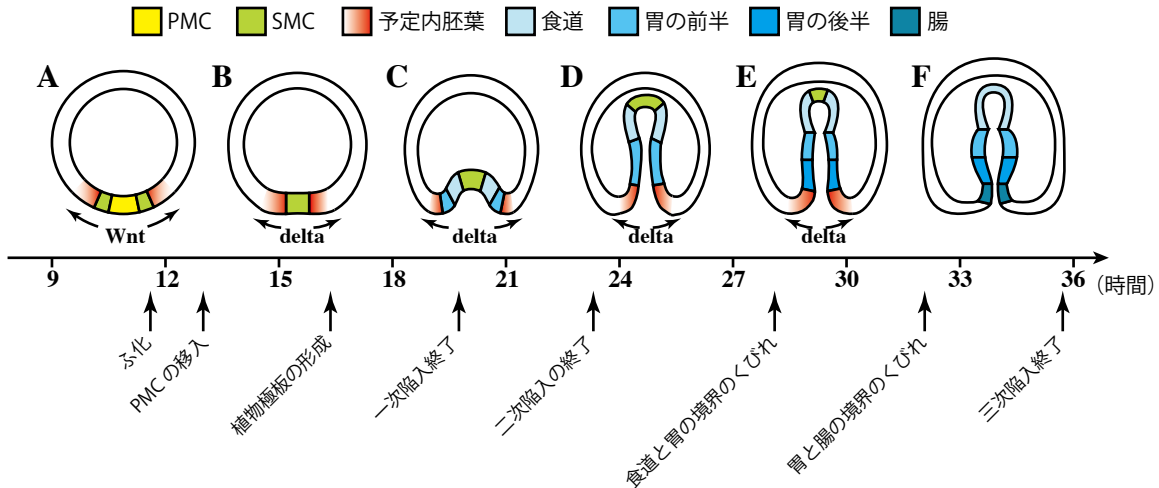 PMC SMC 予定内胚葉 食道 胃の前半 胃の後半 腸
A B C D E F
Wnt delta delta delta delta
9 12 15 18 21 24 27 30 33 36 (時間)
ふ化
PMC の移入
植物極板の形成
一次陥入終了
二次陥入の終了
食道と胃の境界のくびれ
胃と腸の境界のくびれ
三次陥入終了